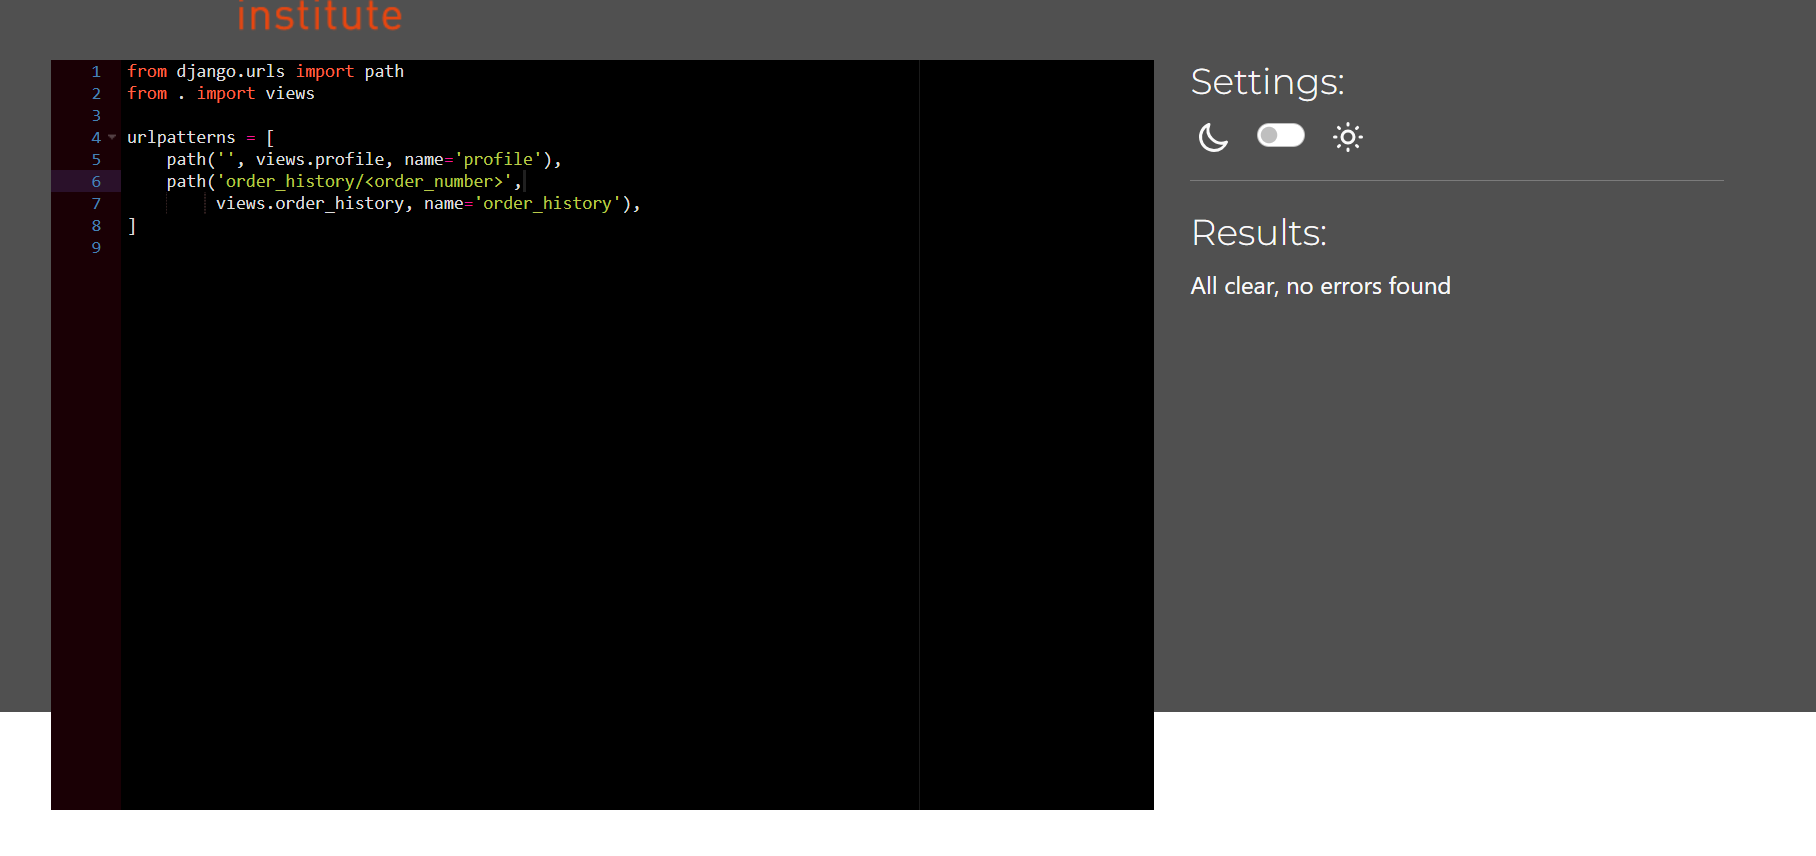 institute
1 from django.urls import path
2 from . import views
3
4 urlpatterns = [
5     path('', views.profile, name='profile'),
6     path('order_history/<order_number>',
7          views.order_history, name='order_history'),
8 ]
9
Settings:
Results:
All clear, no errors found